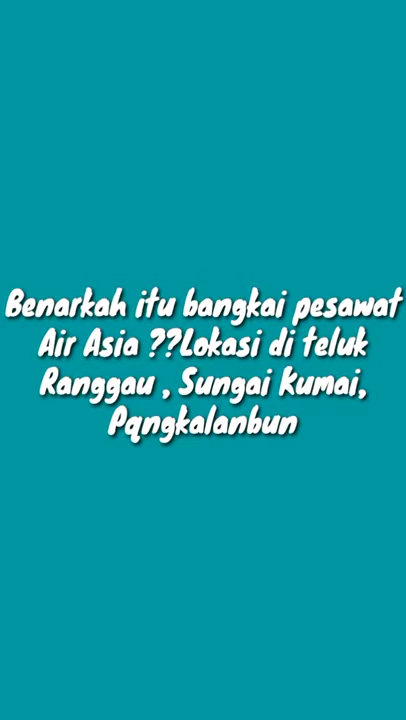 Benarkah itu bangkai pesawat
Air Asia ??Lokasi di teluk
Ranggau , Sungai Kumai,
Pqngkalanbun